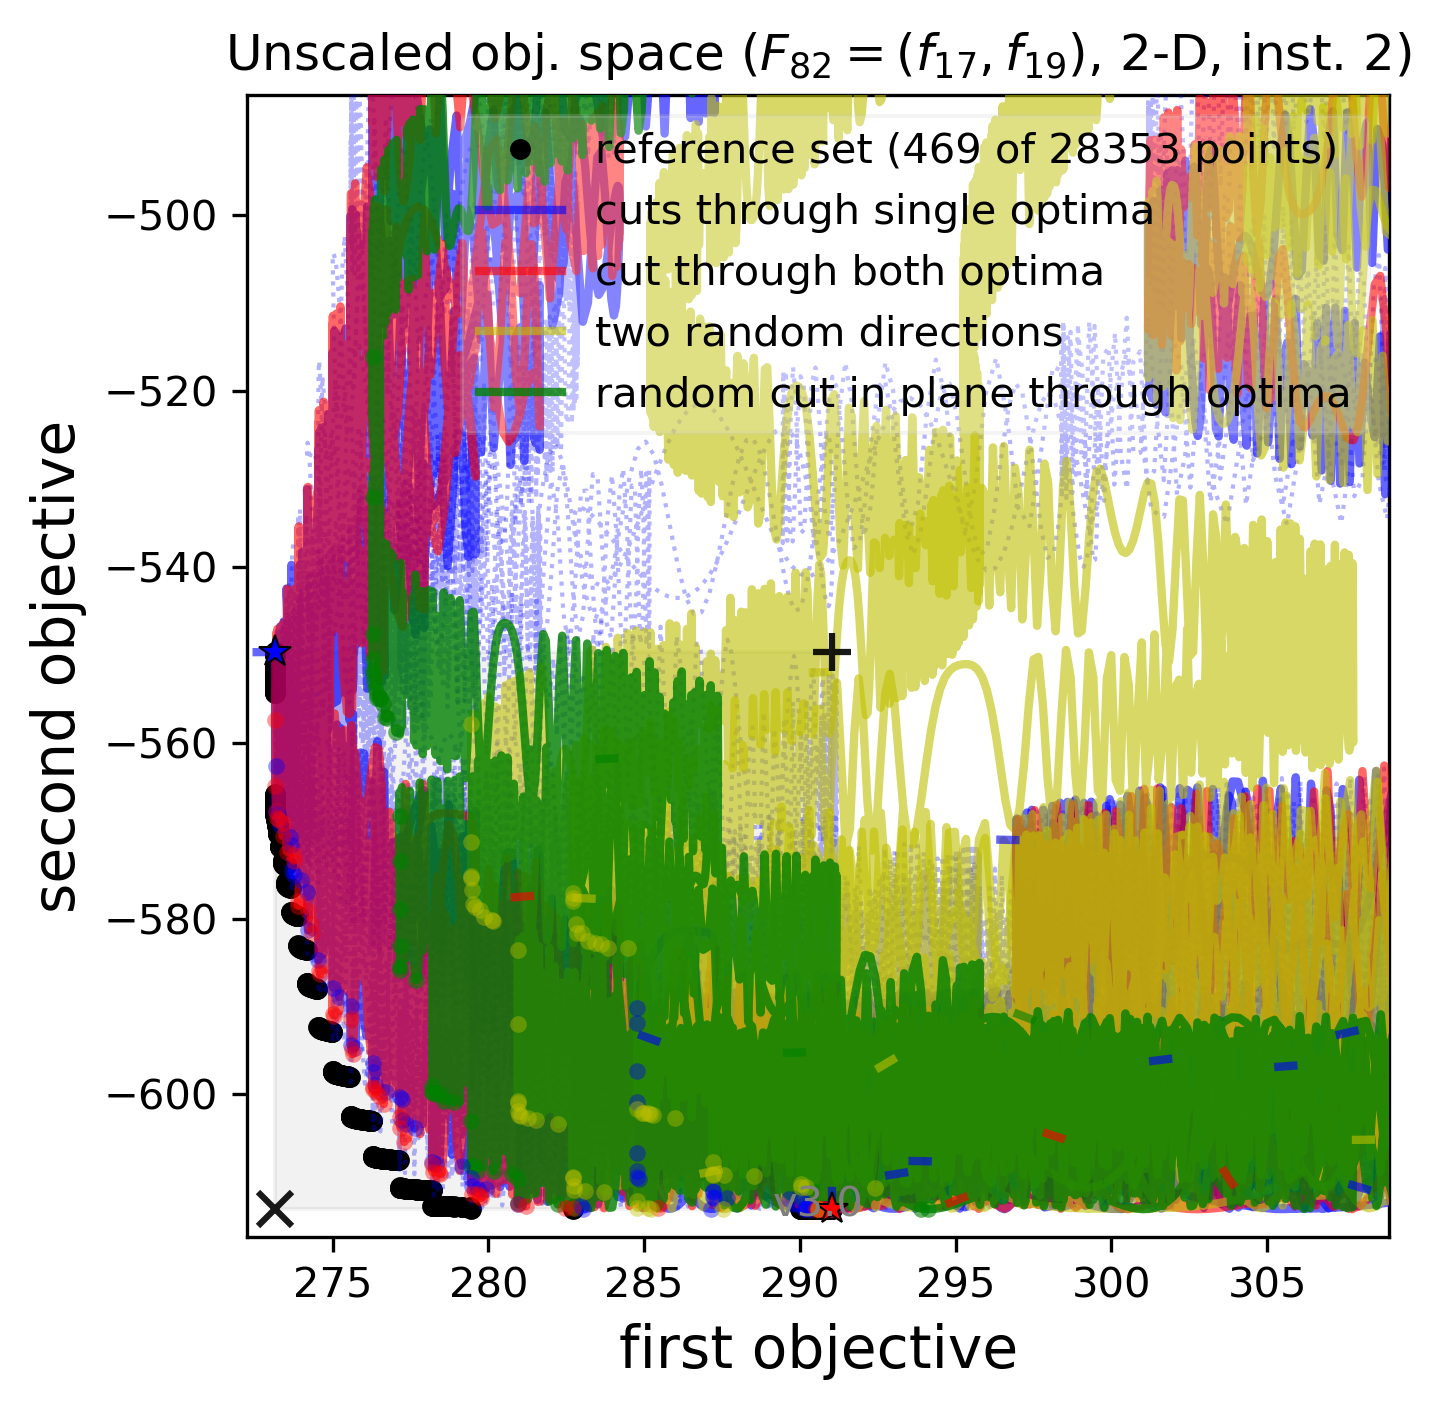 Unscaled obj. space (F₈₂ = (f₁₇, f₁₉), 2-D, inst. 2)
reference set (469 of 28353 points)
cuts through single optima
cut through both optima
two random directions
random cut in plane through optima
−500
−520
−540
−560
−580
−600
second objective
v3.0
275 280 285 290 295 300 305
first objective